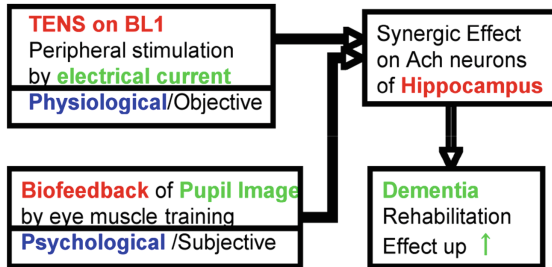 TENS on BL1
Peripheral stimulation
by electrical current
Physiological/Objective
Synergic Effect
on Ach neurons
of Hippocampus
Biofeedback of Pupil Image
by eye muscle training
Psychological /Subjective
Dementia
Rehabilitation
Effect up ↑